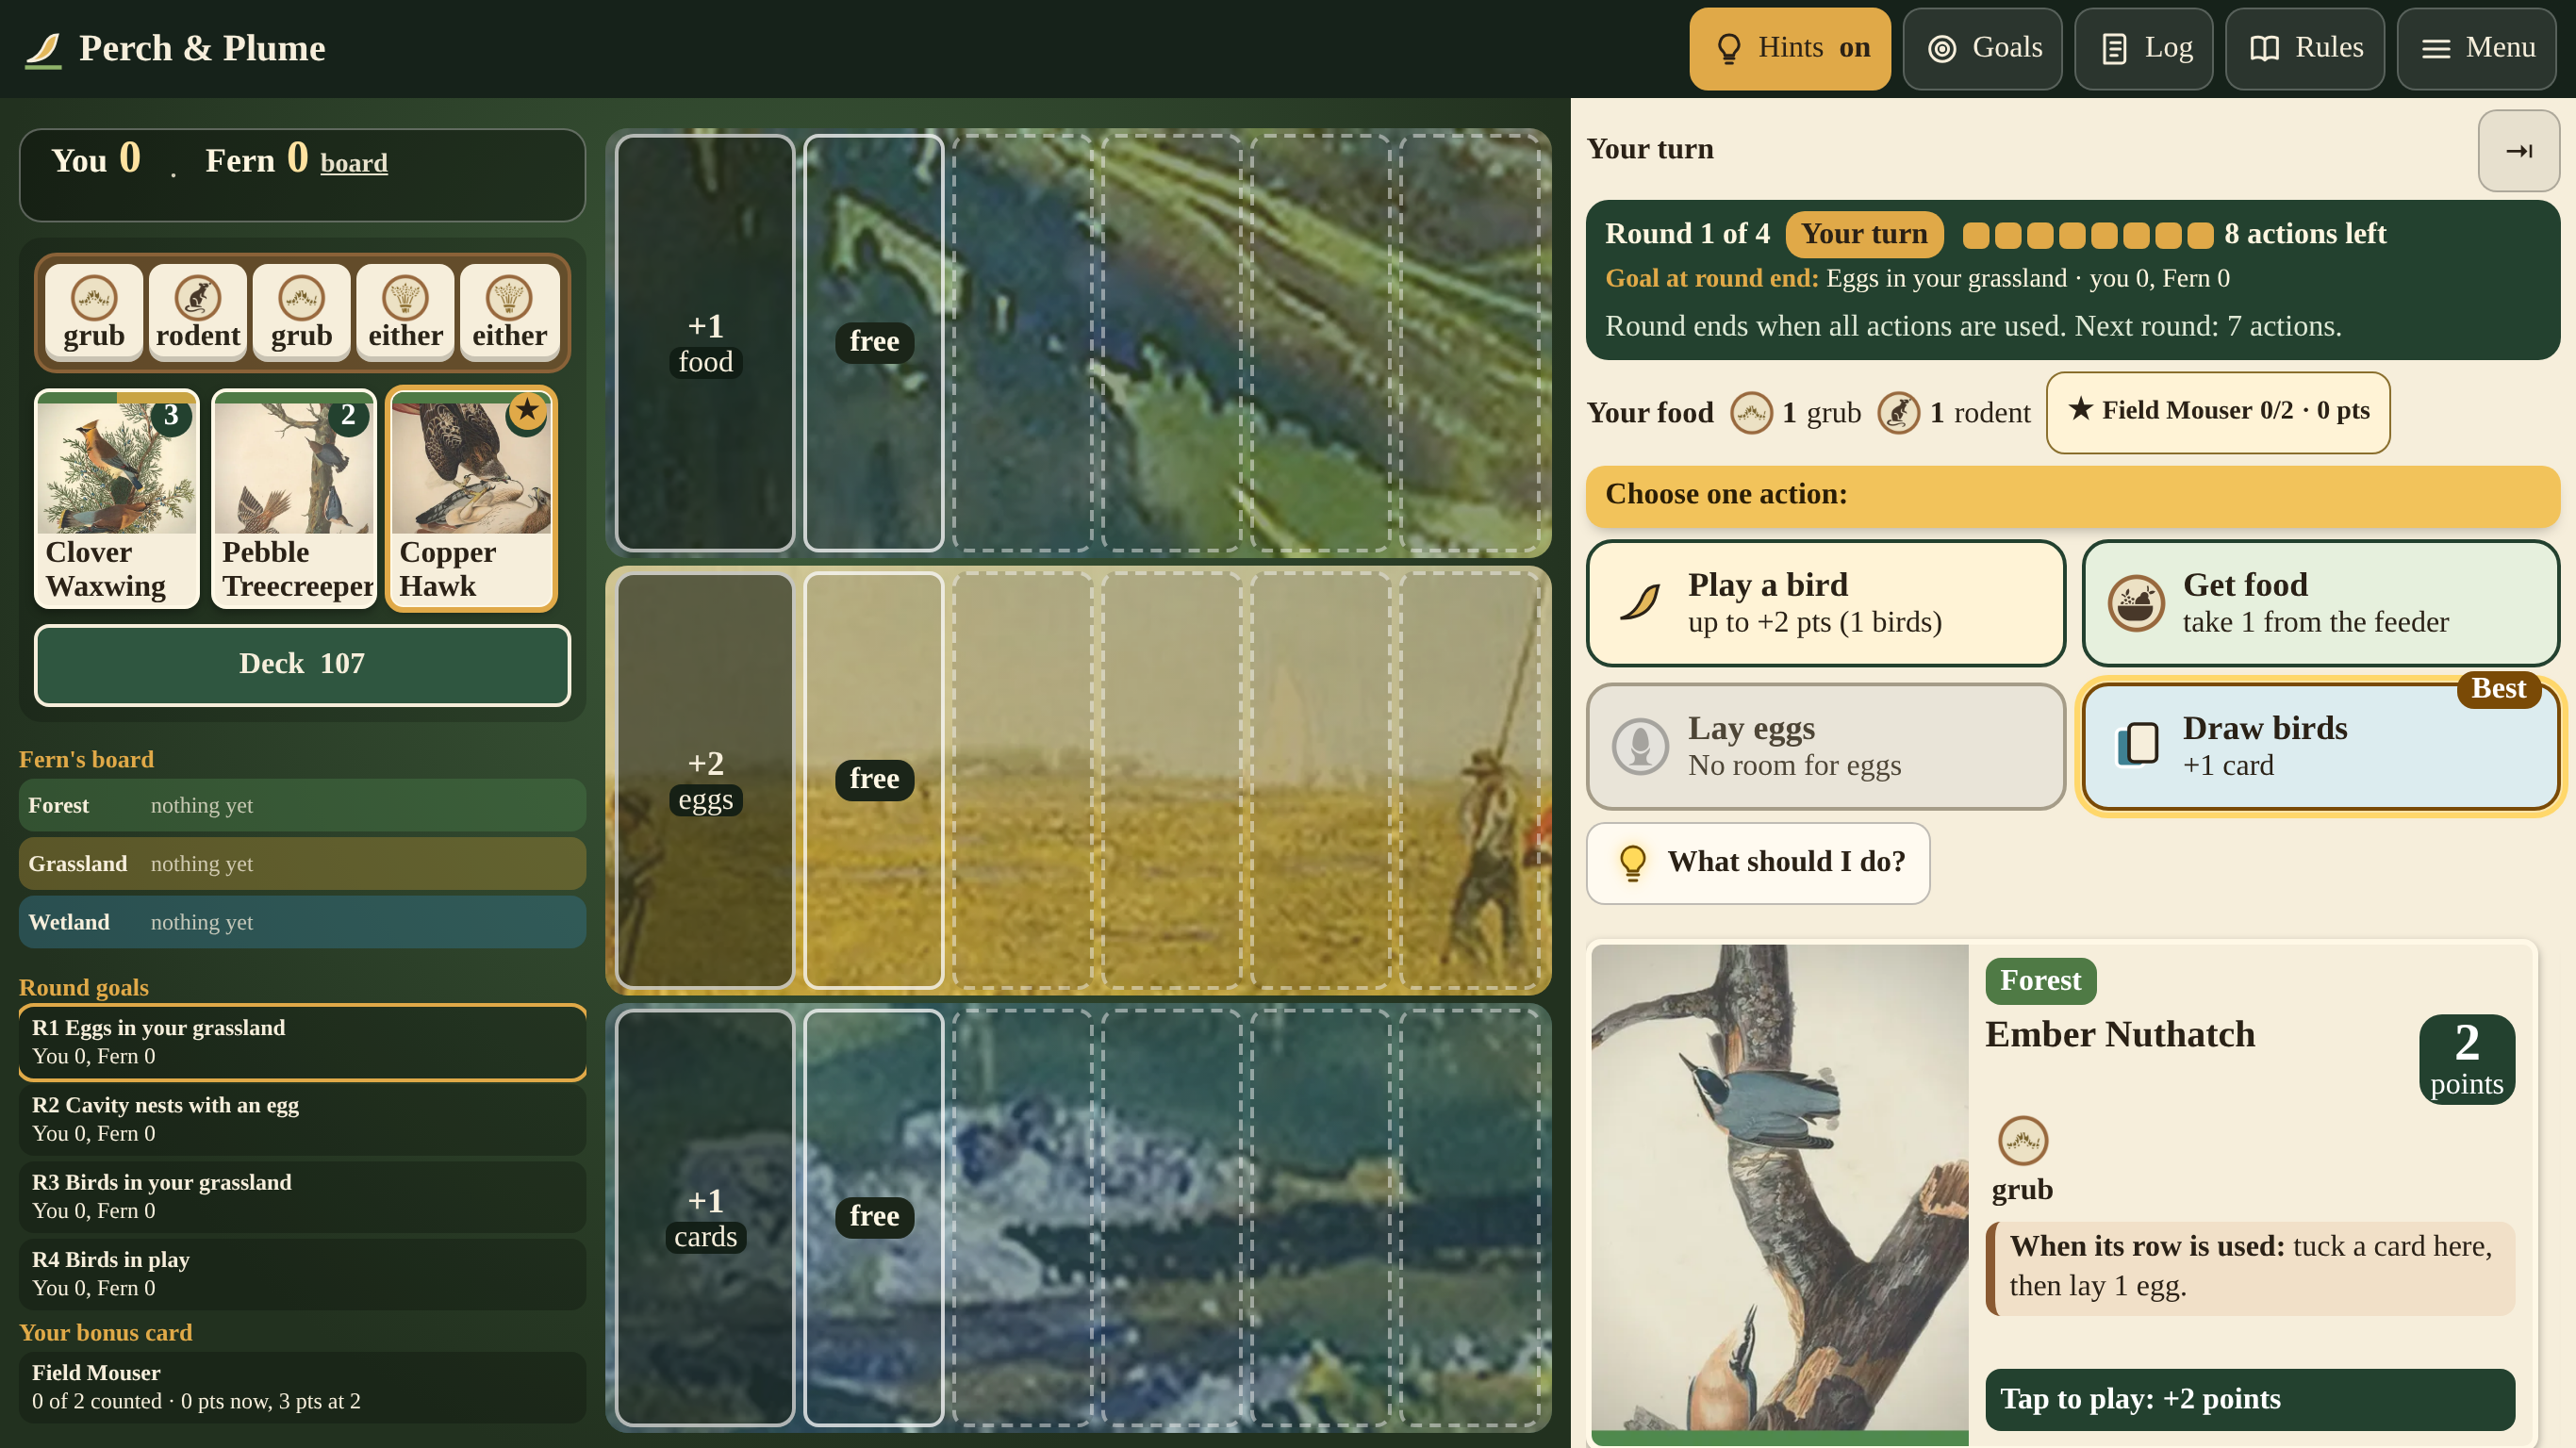 Perch & Plume
Hints on
Goals
Log
Rules
Menu
You 0 . Fern 0 board
grub
rodent
grub
either
either
3
Clover
Waxwing
2
Pebble
Treecreeper
Copper
Hawk
Deck 107
Fern's board
Forest nothing yet
Grassland nothing yet
Wetland nothing yet
Round goals
R1 Eggs in your grassland
You 0, Fern 0
R2 Cavity nests with an egg
You 0, Fern 0
R3 Birds in your grassland
You 0, Fern 0
R4 Birds in play
You 0, Fern 0
Your bonus card
Field Mouser
0 of 2 counted · 0 pts now, 3 pts at 2
+1
food
free
+2
eggs
free
+1
cards
free
Your turn
Round 1 of 4 Your turn 8 actions left
Goal at round end: Eggs in your grassland · you 0, Fern 0
Round ends when all actions are used. Next round: 7 actions.
Your food 1 grub 1 rodent ★ Field Mouser 0/2 · 0 pts
Choose one action:
Play a bird
up to +2 pts (1 birds)
Get food
take 1 from the feeder
Lay eggs
No room for eggs
Best
Draw birds
+1 card
What should I do?
Forest
Ember Nuthatch
2
points
grub
When its row is used: tuck a card here,
then lay 1 egg.
Tap to play: +2 points